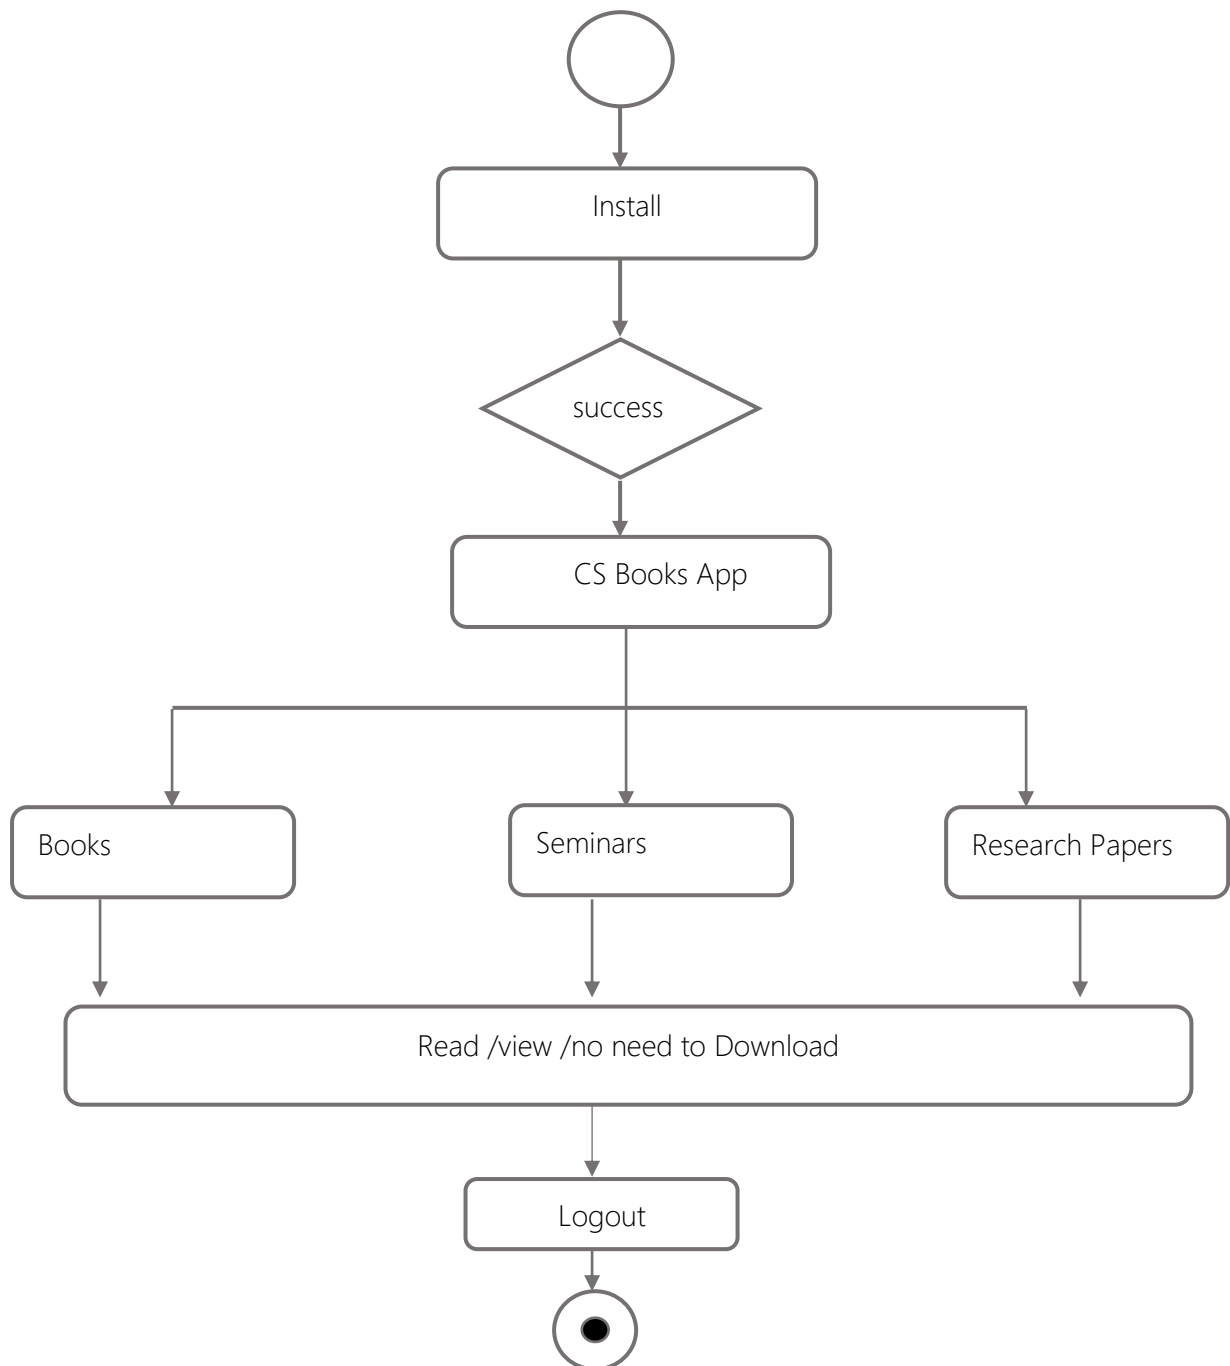 Install
success
CS Books App
Books
Seminars
Research Papers
Read /view /no need to Download
Logout